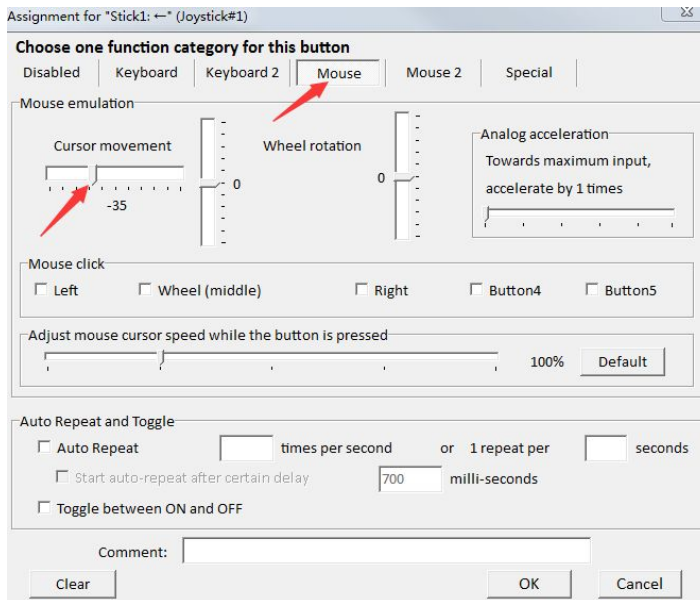 Assignment for "Stick1: ←" (Joystick#1)
Choose one function category for this button
Disabled Keyboard Keyboard 2 Mouse Mouse 2 Special
Mouse emulation
Cursor movement
Wheel rotation
0
-35
0
Analog acceleration
Towards maximum input,
accelerate by 1 times
Mouse click
Left Wheel (middle) Right Button4 Button5
Adjust mouse cursor speed while the button is pressed
100% Default
Auto Repeat and Toggle
Auto Repeat times per second or 1 repeat per seconds
Start auto-repeat after certain delay 700 milli-seconds
Toggle between ON and OFF
Comment:
Clear OK Cancel